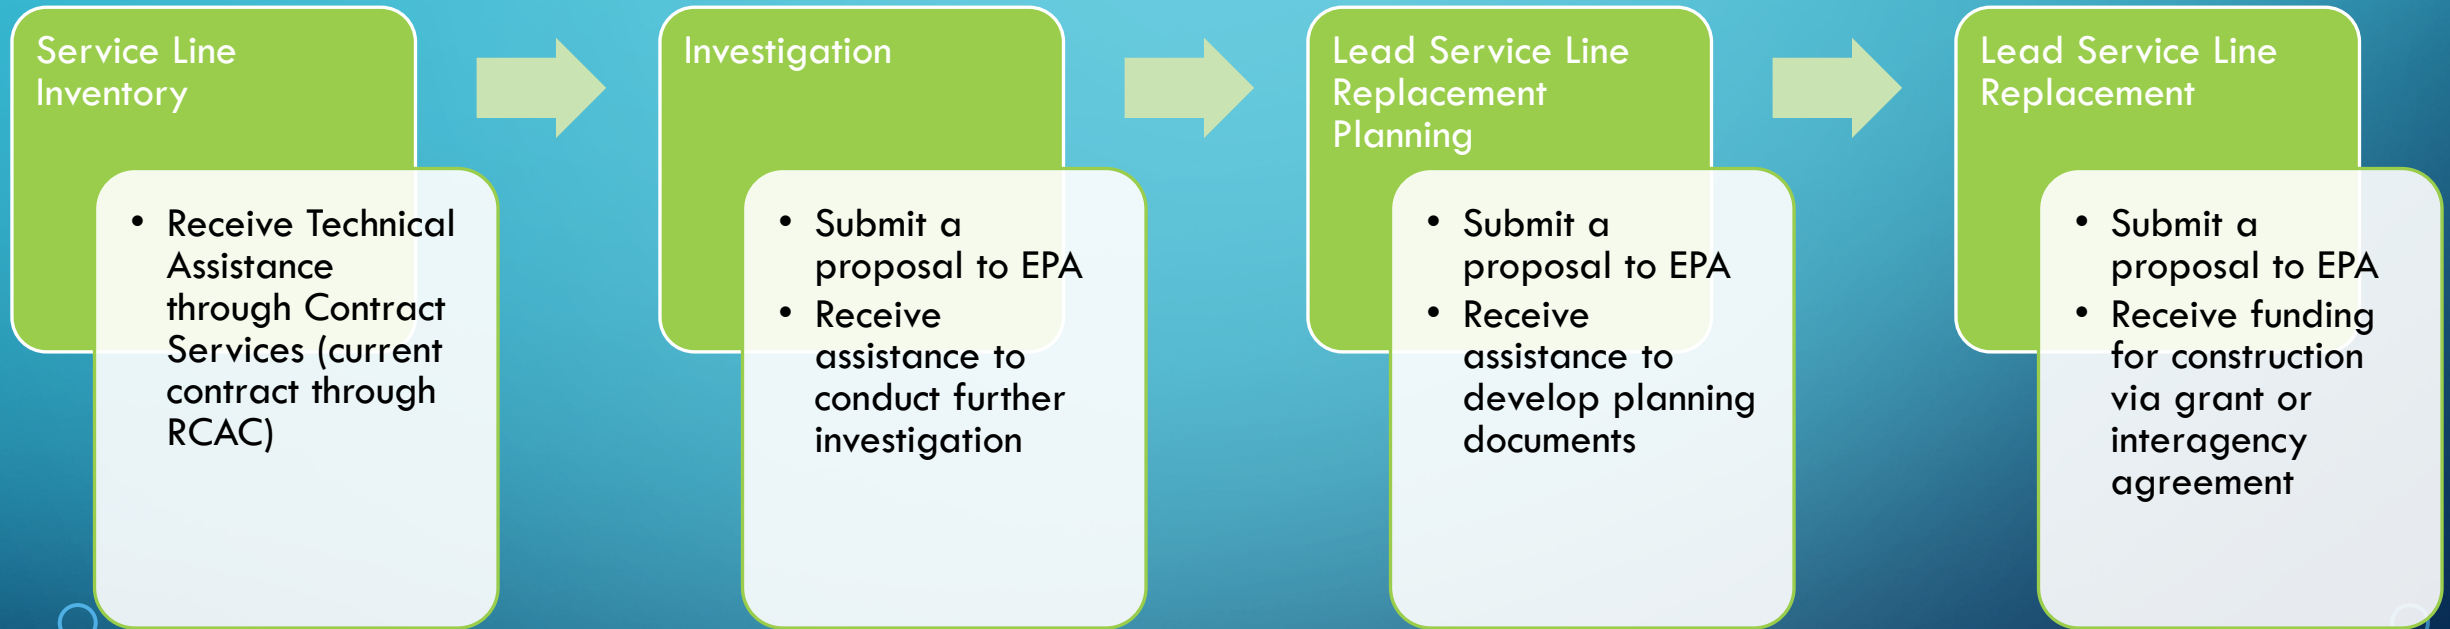 Service Line
Inventory
• Receive Technical
Assistance
through Contract
Services (current
contract through
RCAC)
Investigation
• Submit a
proposal to EPA
• Receive
assistance to
conduct further
investigation
Lead Service Line
Replacement
Planning
• Submit a
proposal to EPA
• Receive
assistance to
develop planning
documents
Lead Service Line
Replacement
• Submit a
proposal to EPA
• Receive funding
for construction
via grant or
interagency
agreement